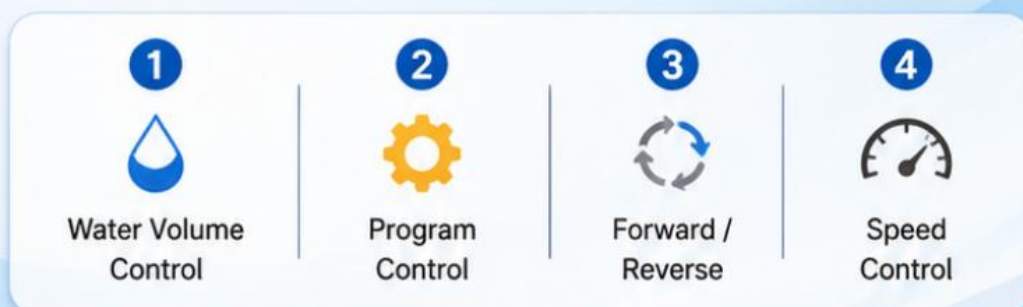 1
2
3
4
Water Volume
Control
Program
Control
Forward /
Reverse
Speed
Control